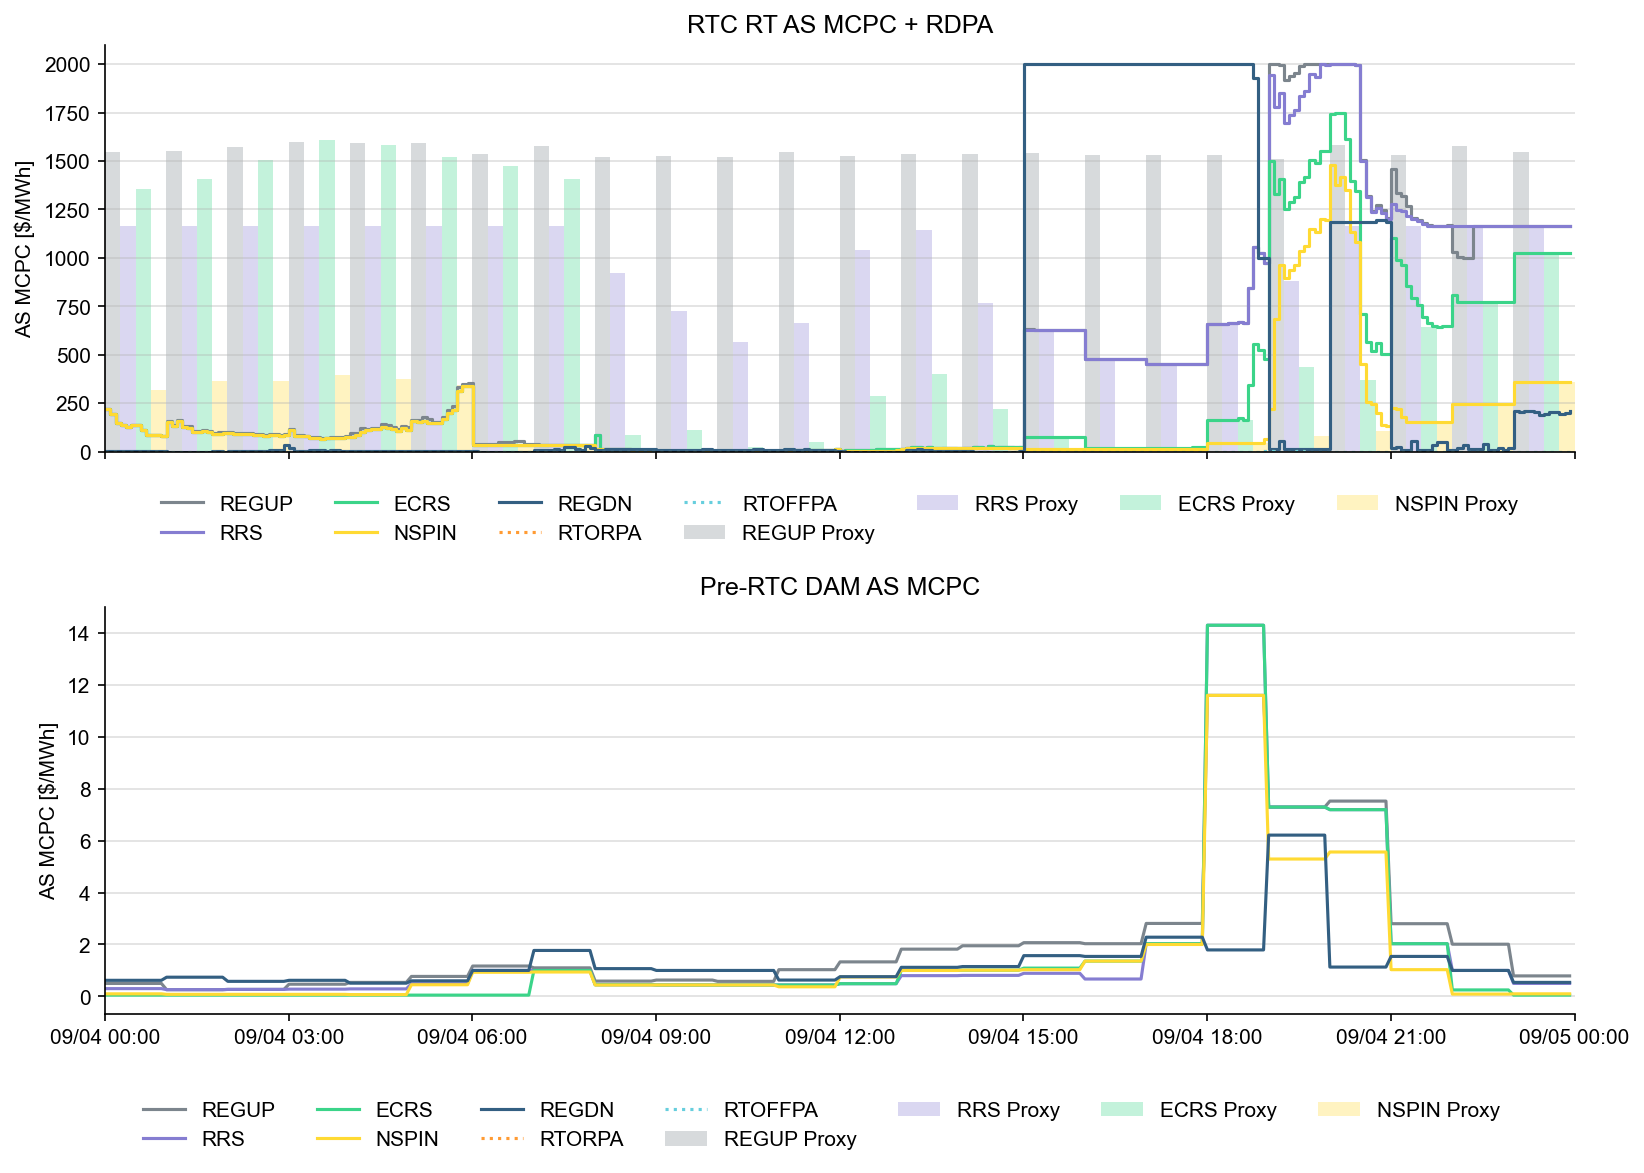 RTC RT AS MCPC + RDPA
AS MCPC [$/MWh]
2000
1750
1500
1250
1000
750
500
250
0
REGUP
ECRS
REGDN
RTOFFPA
RRS Proxy
ECRS Proxy
NSPIN Proxy
RRS
NSPIN
RTORPA
REGUP Proxy
Pre-RTC DAM AS MCPC
AS MCPC [$/MWh]
14
12
10
8
6
4
2
0
09/04 00:00
09/04 03:00
09/04 06:00
09/04 09:00
09/04 12:00
09/04 15:00
09/04 18:00
09/04 21:00
09/05 00:00
REGUP
ECRS
REGDN
RTOFFPA
RRS Proxy
ECRS Proxy
NSPIN Proxy
RRS
NSPIN
RTORPA
REGUP Proxy